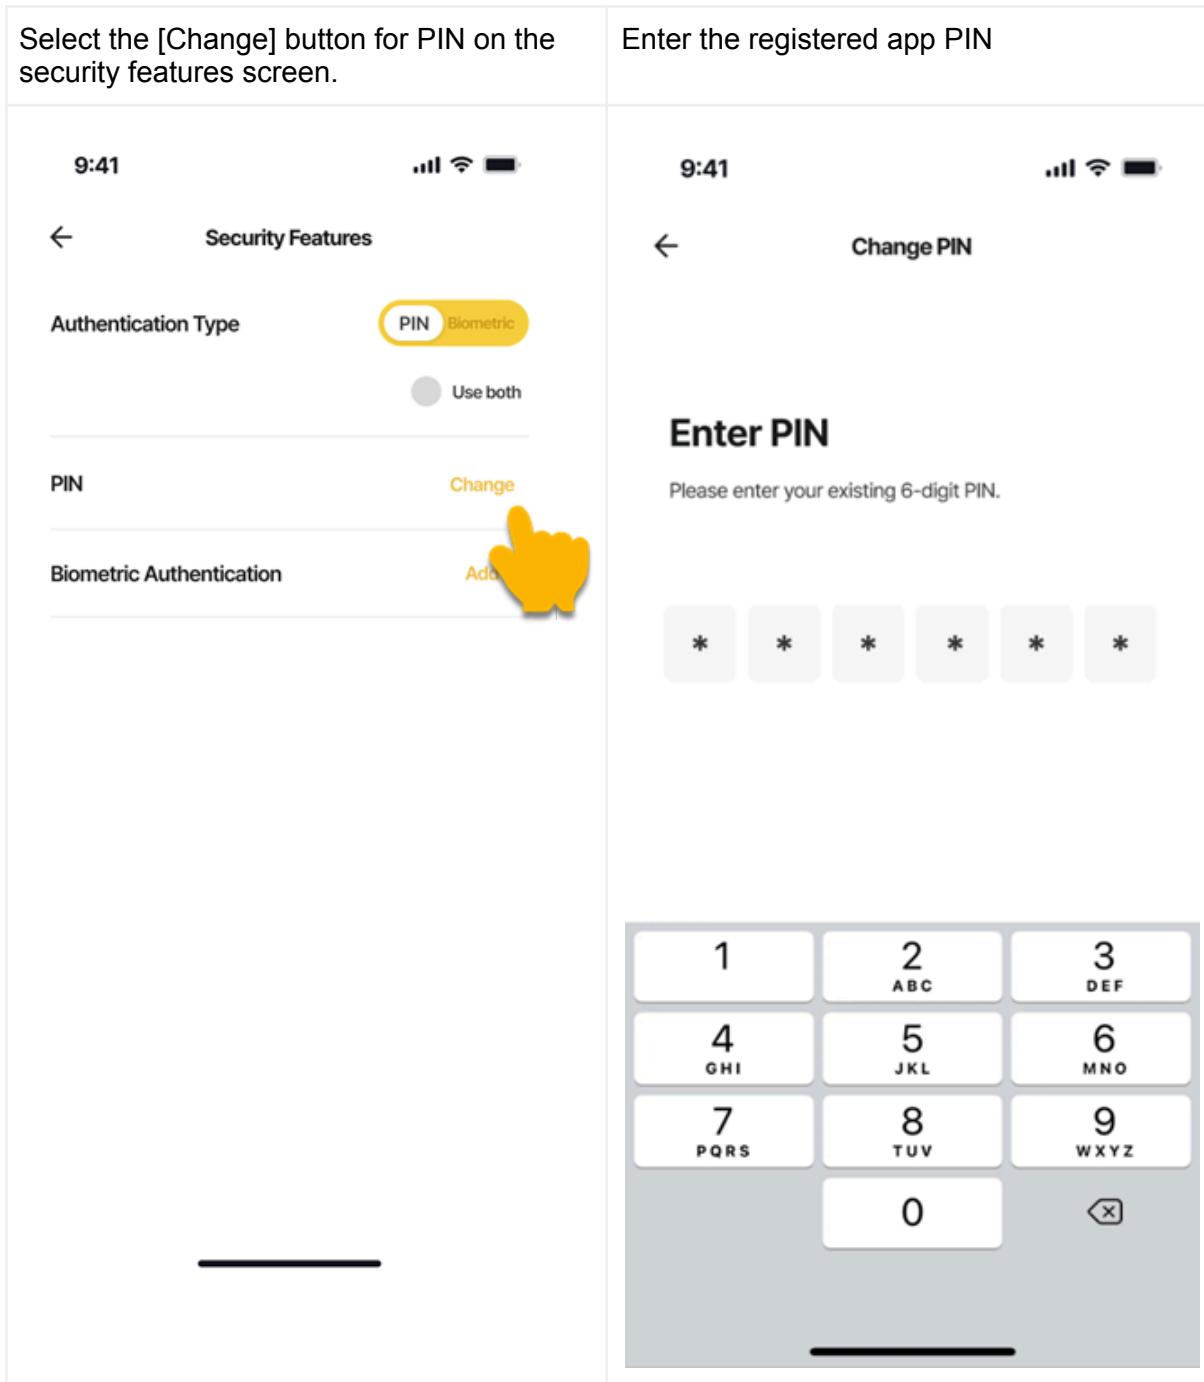 Select the [Change] button for PIN on the
security features screen.
Enter the registered app PIN
9:41
Security Features
Authentication Type
PIN Biometric
Use both
PIN
Change
Biometric Authentication
9:41
Change PIN
Enter PIN
Please enter your existing 6-digit PIN.
* * * * * *
1
2
ABC
3
DEF
4
GHI
5
JKL
6
MNO
7
PQRS
8
TUV
9
WXYZ
0